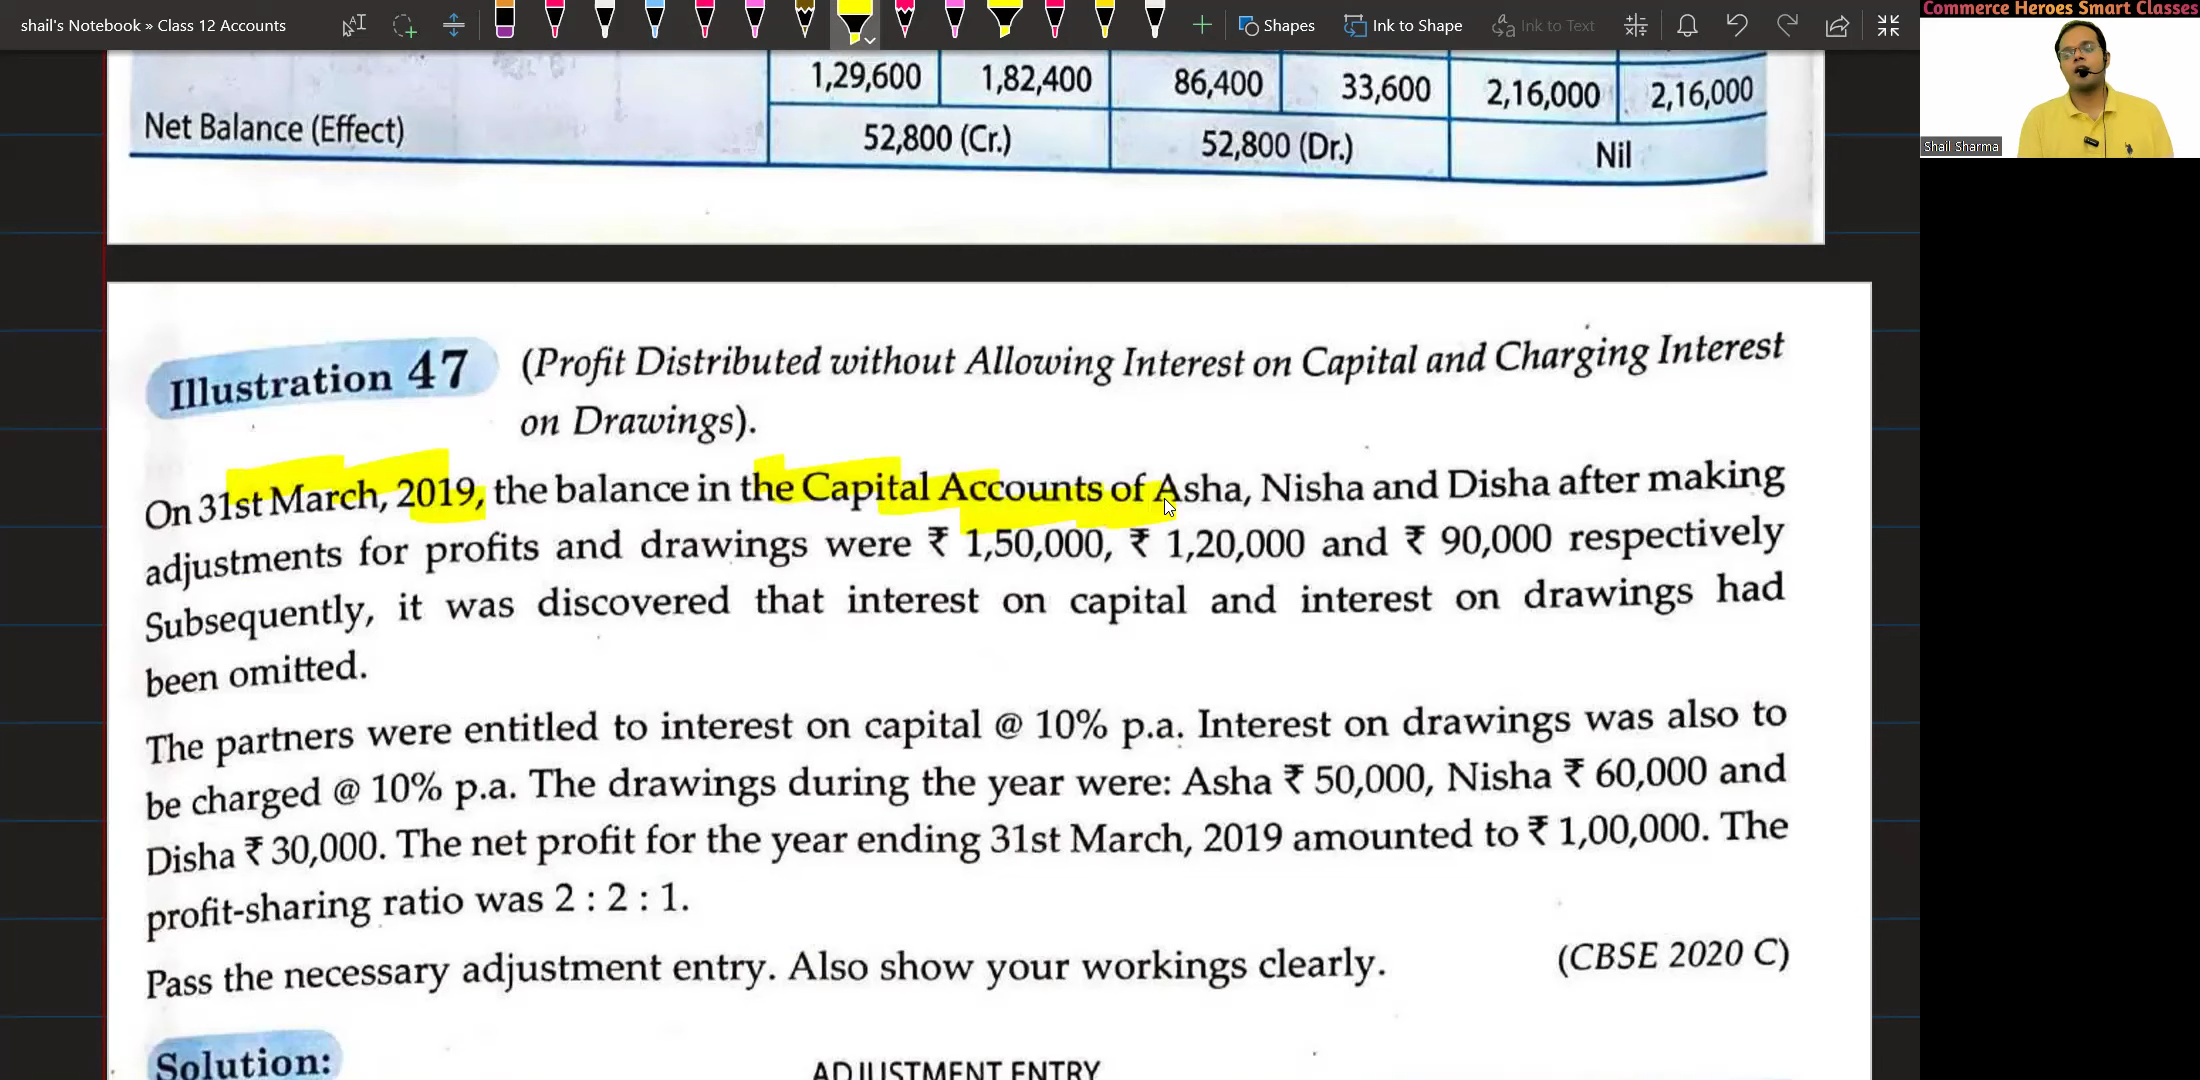 shail's Notebook » Class 12 Accounts
Shapes
Ink to Shape
Ink to Text
Commerce Heroes Smart Classes
Shail Sharma
1,29,600 1,82,400 86,400 33,600 2,16,000 2,16,000
Net Balance (Effect) 52,800 (Cr.) 52,800 (Dr.) Nil
Illustration 47 (Profit Distributed without Allowing Interest on Capital and Charging Interest
on Drawings).
On 31st March, 2019, the balance in the Capital Accounts of Asha, Nisha and Disha after making
adjustments for profits and drawings were ₹ 1,50,000, ₹ 1,20,000 and ₹ 90,000 respectively
Subsequently, it was discovered that interest on capital and interest on drawings had
been omitted.
The partners were entitled to interest on capital @ 10% p.a. Interest on drawings was also to
be charged @ 10% p.a. The drawings during the year were: Asha ₹ 50,000, Nisha ₹ 60,000 and
Disha ₹ 30,000. The net profit for the year ending 31st March, 2019 amounted to ₹ 1,00,000. The
profit-sharing ratio was 2 : 2 : 1.
Pass the necessary adjustment entry. Also show your workings clearly. (CBSE 2020 C)
Solution:
ADJUSTMENT ENTRY